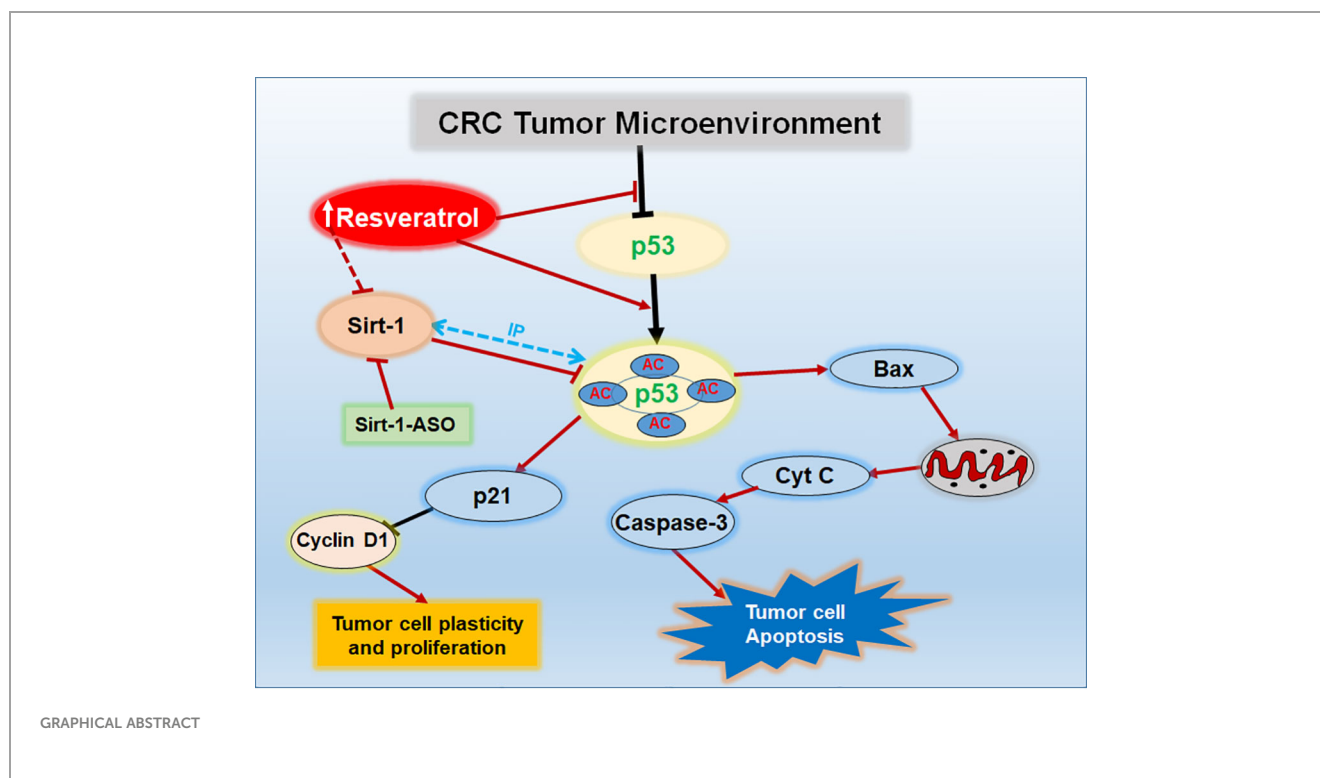 CRC Tumor Microenvironment
↑Resveratrol
p53
Sirt-1
IP
AC
AC
p53
AC
AC
Bax
Sirt-1-ASO
p21
Cyt C
Caspase-3
Cyclin D1
Tumor cell plasticity
and proliferation
Tumor cell
Apoptosis
GRAPHICAL ABSTRACT